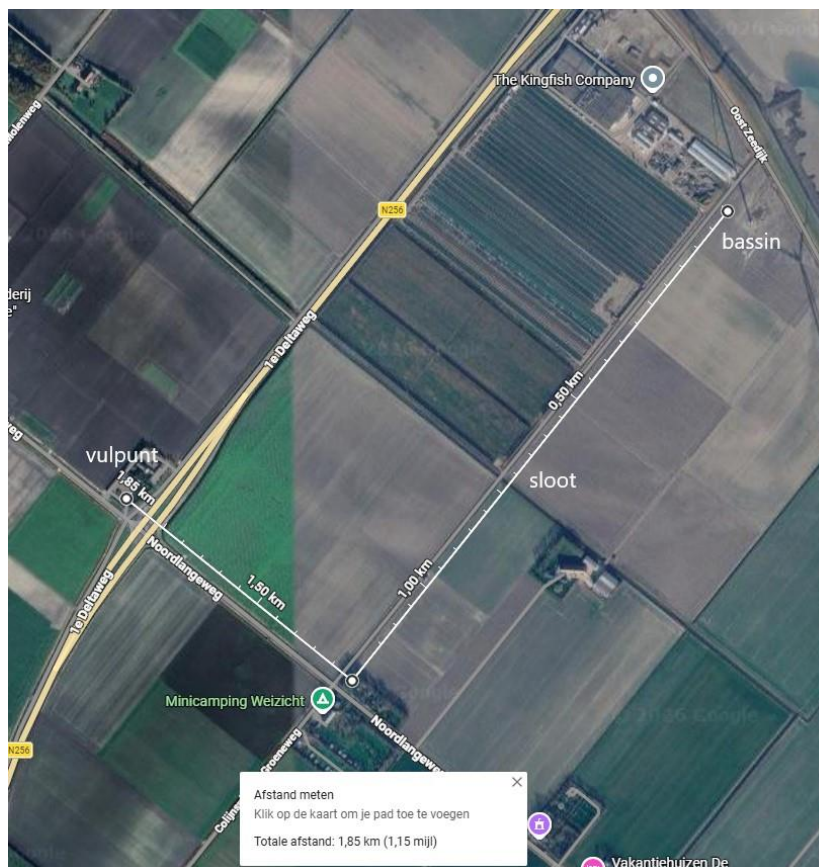 The Kingfish Company
Oost Zeedijk
Molenweg
N256
bassin
derij
e"
1e Deltaweg
0,50 km
vulpunt
1,85 km
sloot
1,00 km
Noordlangeweg
1,50 km
1e Deltaweg
Minicamping Weizicht
Noordlangeweg
N256
Groeneweg
Afstand meten
Klik op de kaart om je pad toe te voegen
Totale afstand: 1,85 km (1,15 mijl)
Vakantiehuizen De